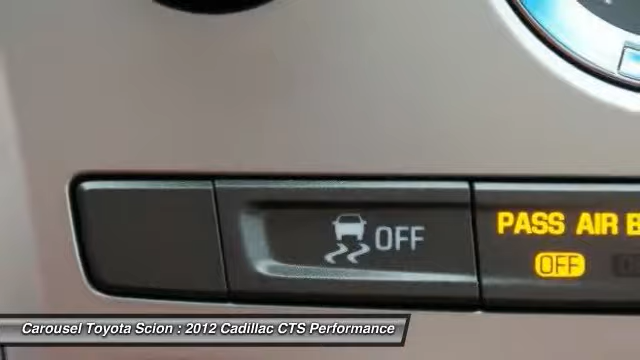 OFF
PASS AIR B
OFF
Carousel Toyota Scion : 2012 Cadillac CTS Performance